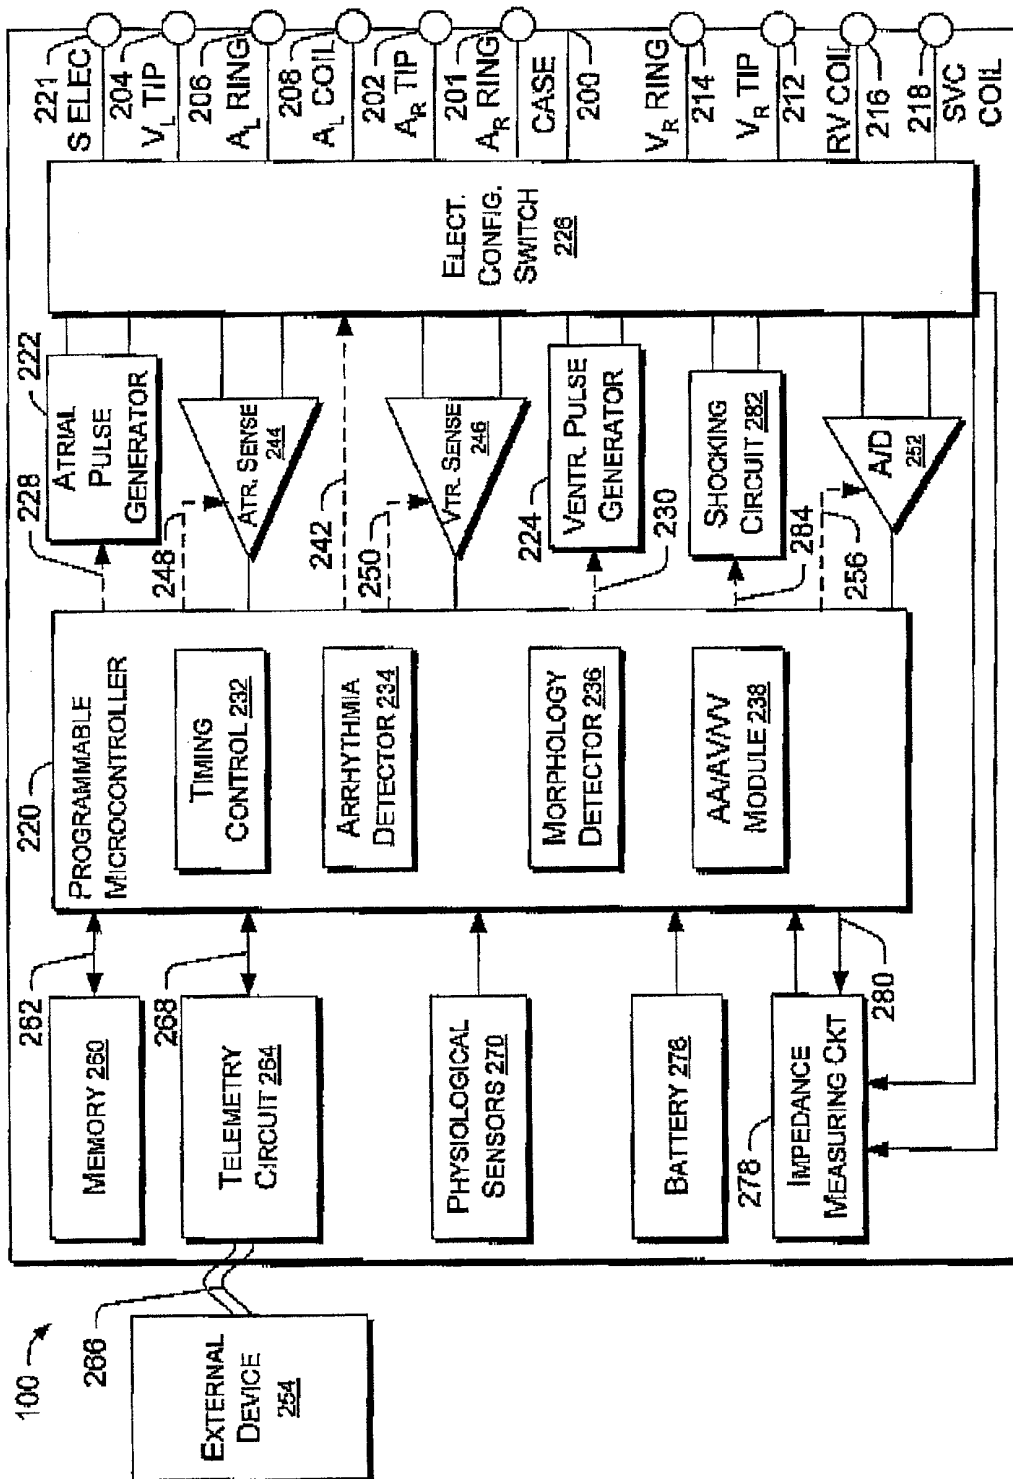 100
EXTERNAL
DEVICE
254
266
262
MEMORY 260
268
TELEMETRY
CIRCUIT 264
PHYSIOLOGICAL
SENSORS 270
BATTERY 276
278
IMPEDANCE
MEASURING CKT
280
220
PROGRAMMABLE
MICROCONTROLLER
TIMING
CONTROL 232
ARRHYTHMIA
DETECTOR 234
MORPHOLOGY
DETECTOR 236
AA/AV/VV
MODULE 238
228
222
ATRIAL
PULSE
GENERATOR
248
ATR. SENSE
244
242
250
VTR. SENSE
246
224
VENTR. PULSE
GENERATOR
230
SHOCKING
CIRCUIT 282
284
256
A/D
252
ELECT.
CONFIG.
SWITCH
226
221
S ELEC
204
VL TIP
206
AL RING
208
AL COIL
202
AR TIP
201
AR RING
CASE
200
VR RING
214
VR TIP
212
RV COIL
216
218
SVC
COIL